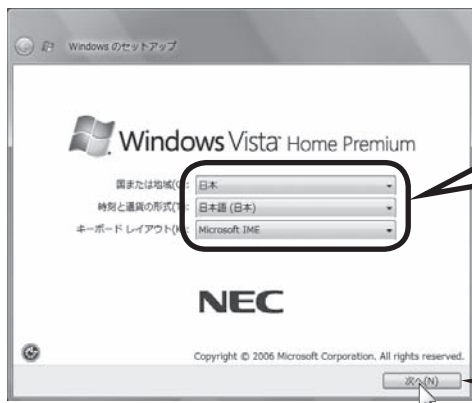 Windows のセットアップ
Windows Vista Home Premium
国または地域(C): 日本
時刻と通貨の形式(T): 日本語 (日本)
キーボード レイアウト(K): Microsoft IME
NEC
Copyright © 2006 Microsoft Corporation. All rights reserved.
次へ(N)